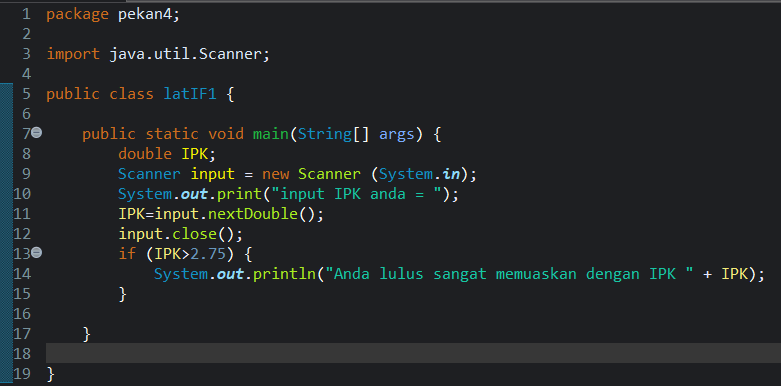 1 package pekan4;
2
3 import java.util.Scanner;
4
5 public class latIF1 {
6
7 public static void main(String[] args) {
8 double IPK;
9 Scanner input = new Scanner (System.in);
10 System.out.print("input IPK anda = ");
11 IPK=input.nextDouble();
12 input.close();
13 if (IPK>2.75) {
14 System.out.println("Anda lulus sangat memuaskan dengan IPK " + IPK);
15 }
16
17 }
18
19 }